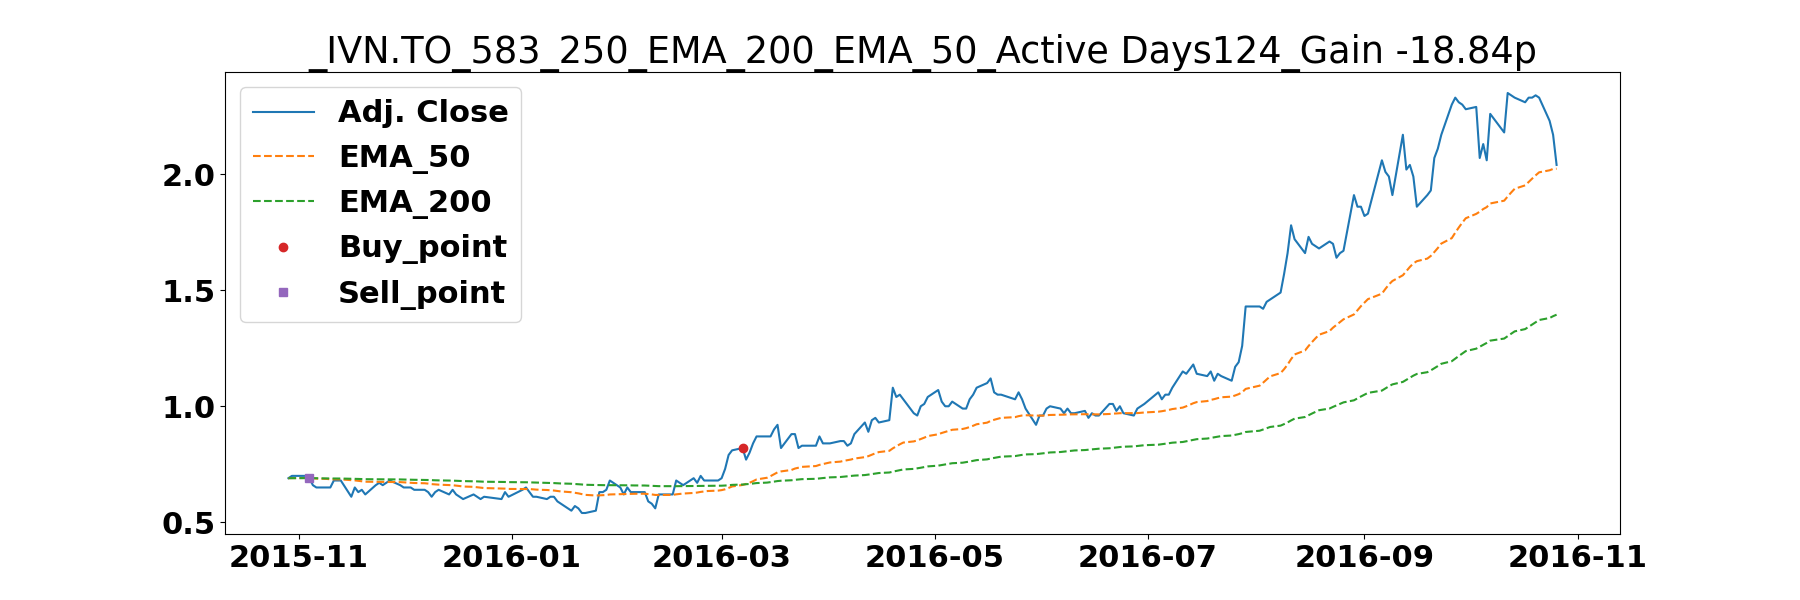 _IVN.TO_583_250_EMA_200_EMA_50_Active Days124_Gain -18.84p
Adj. Close
EMA_50
EMA_200
Buy_point
Sell_point
2.0
1.5
1.0
0.5
2015-11 2016-01 2016-03 2016-05 2016-07 2016-09 2016-11